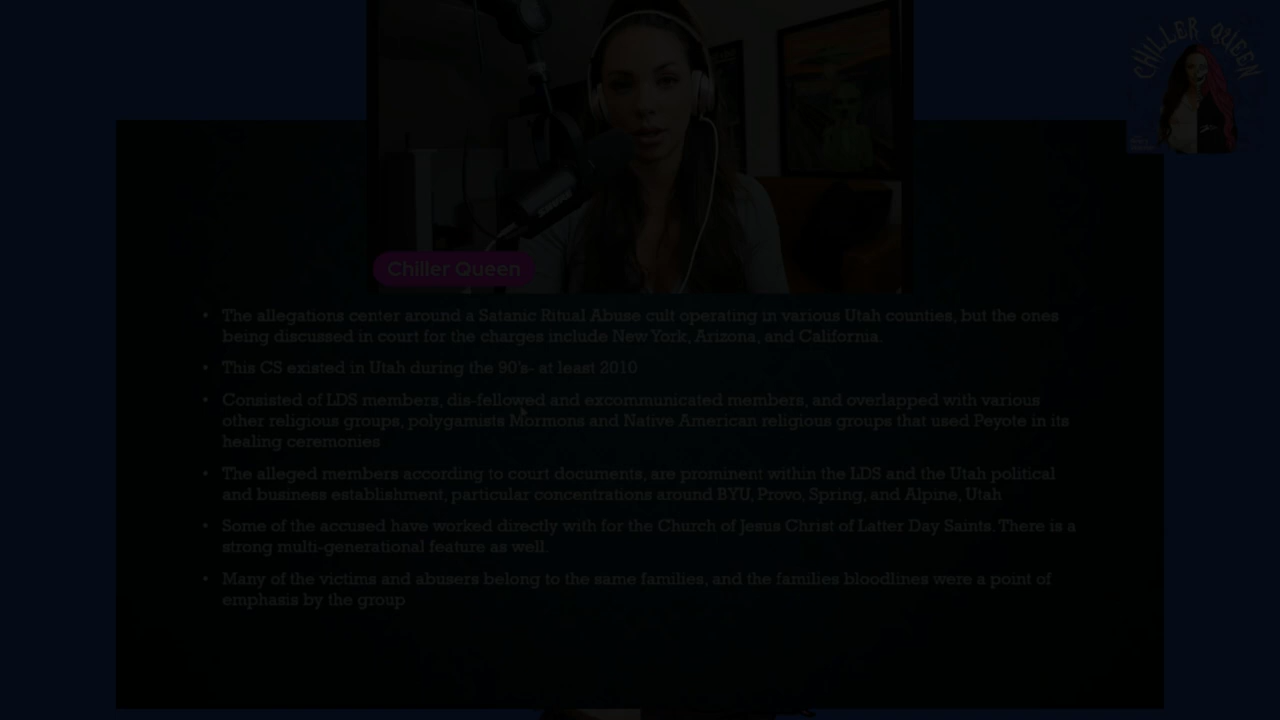 CHILLER QUEEN
Chiller Queen
• The allegations center around a Satanic Ritual Abuse cult operating in various Utah counties, but the ones
being discussed in court for the charges include New York, Arizona, and California.
• This CS existed in Utah during the 90's- at least 2010
• Consisted of LDS members, dis-fellowed and excommunicated members, and overlapped with various
other religious groups, polygamists Mormons and Native American religious groups that used Peyote in its
healing ceremonies
• The alleged members according to court documents, are prominent within the LDS and the Utah political
and business establishment, particular concentrations around BYU, Provo, Spring, and Alpine, Utah
• Some of the accused have worked directly with for the Church of Jesus Christ of Latter Day Saints. There is a
strong multi-generational feature as well.
• Many of the victims and abusers belong to the same families, and the families bloodlines were a point of
emphasis by the group